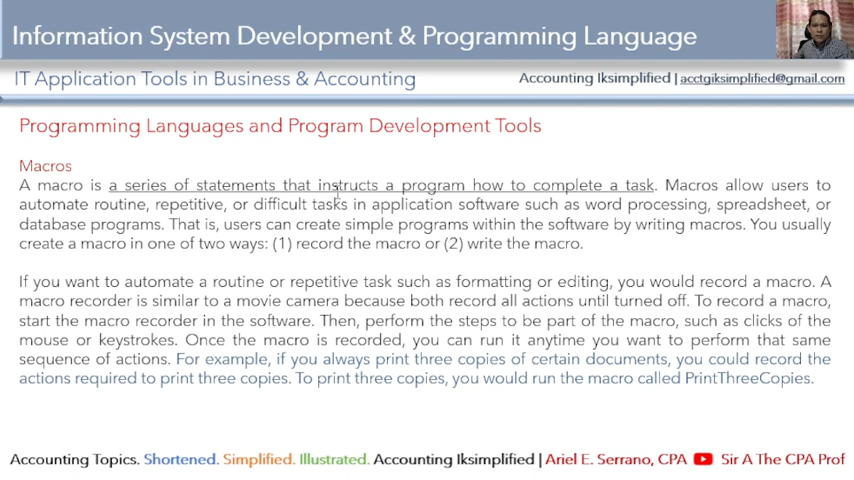 Information System Development & Programming Language
IT Application Tools in Business & Accounting
Accounting Iksimplified | acctgiksimplified@gmail.com
Programming Languages and Program Development Tools
Macros
A macro is a series of statements that instructs a program how to complete a task. Macros allow users to
automate routine, repetitive, or difficult tasks in application software such as word processing, spreadsheet, or
database programs. That is, users can create simple programs within the software by writing macros. You usually
create a macro in one of two ways: (1) record the macro or (2) write the macro.
If you want to automate a routine or repetitive task such as formatting or editing, you would record a macro. A
macro recorder is similar to a movie camera because both record all actions until turned off. To record a macro,
start the macro recorder in the software. Then, perform the steps to be part of the macro, such as clicks of the
mouse or keystrokes. Once the macro is recorded, you can run it anytime you want to perform that same
sequence of actions. For example, if you always print three copies of certain documents, you could record the
actions required to print three copies. To print three copies, you would run the macro called PrintThreeCopies.
Accounting Topics. Shortened. Simplified. Illustrated. Accounting Iksimplified | Ariel E. Serrano, CPA Sir A The CPA Prof